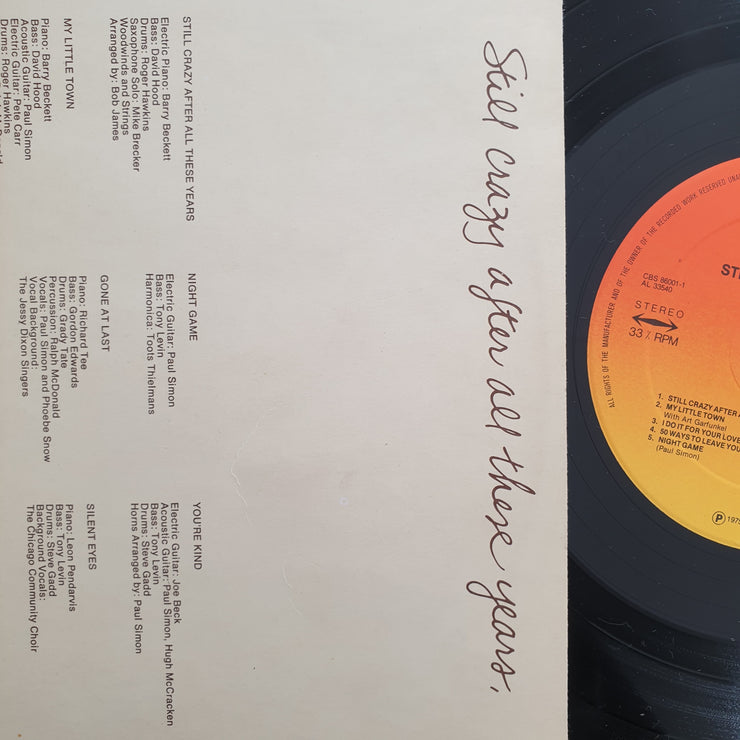 Still crazy after all these years.
STILL CRAZY AFTER ALL THESE YEARS
Electric Piano: Barry Beckett
Bass: David Hood
Drums: Roger Hawkins
Saxophone Solo: Mike Brecker
Woodwinds and Strings
Arranged by: Bob James
MY LITTLE TOWN
Piano: Barry Beckett
Bass: David Hood
Acoustic Guitar: Paul Simon
Electric Guitar: Pete Carr
Drums: Roger Hawkins
NIGHT GAME
Electric Guitar: Paul Simon
Bass: Tony Levin
Harmonica: Toots Thielmans
GONE AT LAST
Piano: Richard Tee
Bass: Gordon Edwards
Drums: Grady Tate
Percussion: Ralph McDonald
Vocals: Paul Simon and Phoebe Snow
Vocal Background:
The Jessy Dixon Singers
YOU'RE KIND
Electric Guitar: Joe Beck
Acoustic Guitar: Paul Simon, Hugh McCracken
Bass: Tony Levin
Drums: Steve Gadd
Horns Arranged by: Paul Simon
SILENT EYES
Piano: Leon Pendarvis
Bass: Tony Levin
Drums: Steve Gadd
Background Vocals:
The Chicago Community Choir
ALL RIGHTS OF THE MANUFACTURER AND OF THE OWNER OF THE RECORDED WORK RESERVED
CBS 86001-1
AL 33540
STEREO
33⅓ RPM
1. STILL CRAZY AFTER
2. MY LITTLE TOWN
With Art Garfunkel
3. I DO IT FOR YOUR LOVE
4. 50 WAYS TO LEAVE YOU
5. NIGHT GAME
(Paul Simon)
℗ 1975